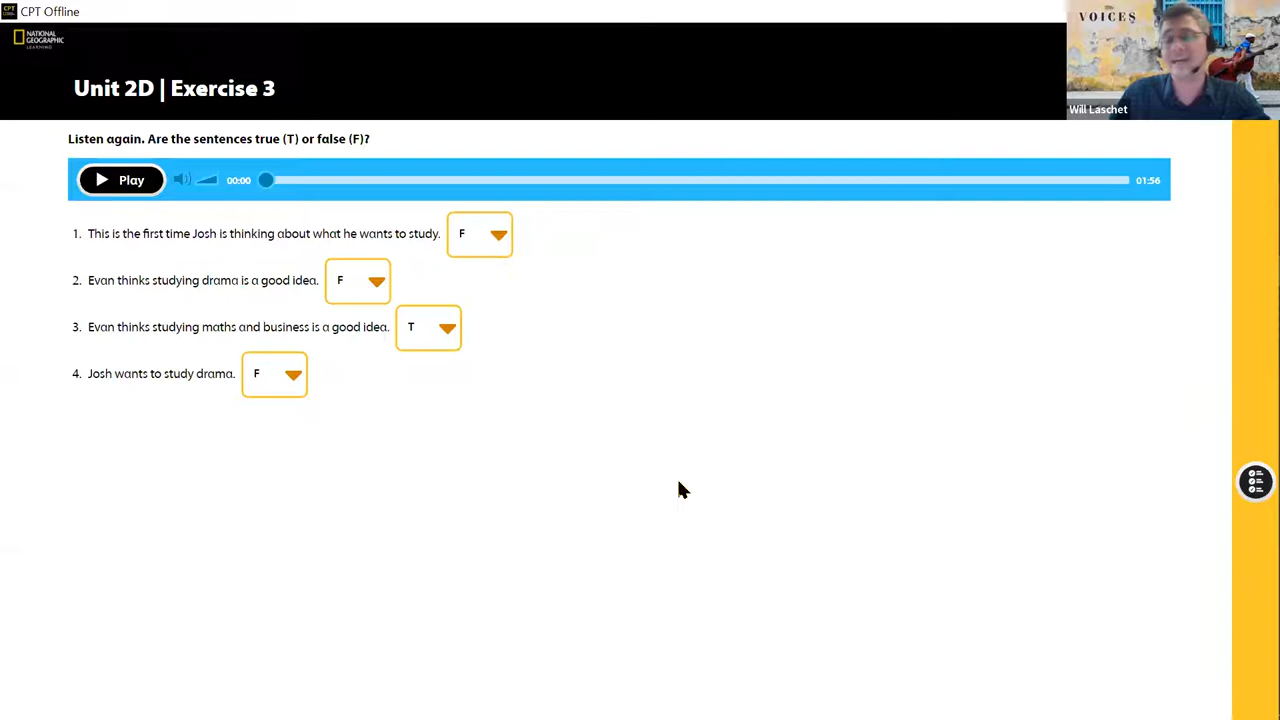 CPT
CPT Offline
NATIONAL
GEOGRAPHIC
LEARNING
VOICES
Unit 2D | Exercise 3
Will Laschet
Listen again. Are the sentences true (T) or false (F)?
Play 00:00 01:56
1. This is the first time Josh is thinking about what he wants to study. F
2. Evan thinks studying drama is a good idea. F
3. Evan thinks studying maths and business is a good idea. T
4. Josh wants to study drama. F